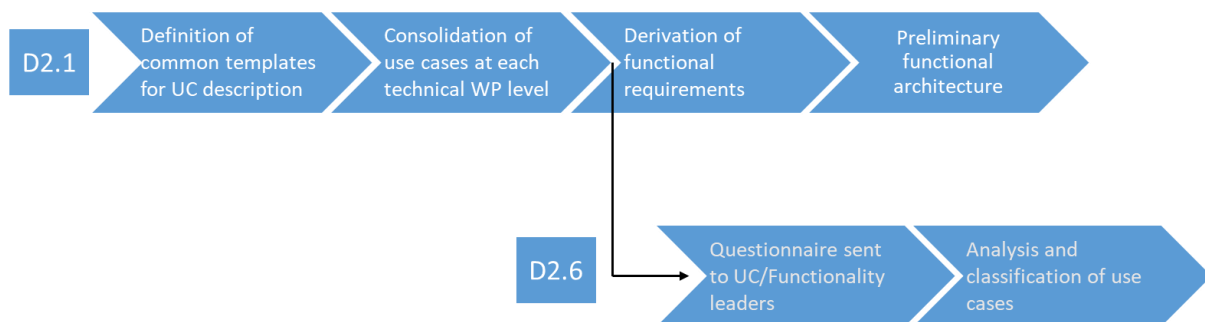 D2.1
Definition of
common templates
for UC description
Consolidation of
use cases at each
technical WP level
Derivation of
functional
requirements
Preliminary
functional
architecture
D2.6
Questionnaire sent
to UC/Functionality
leaders
Analysis and
classification of use
cases